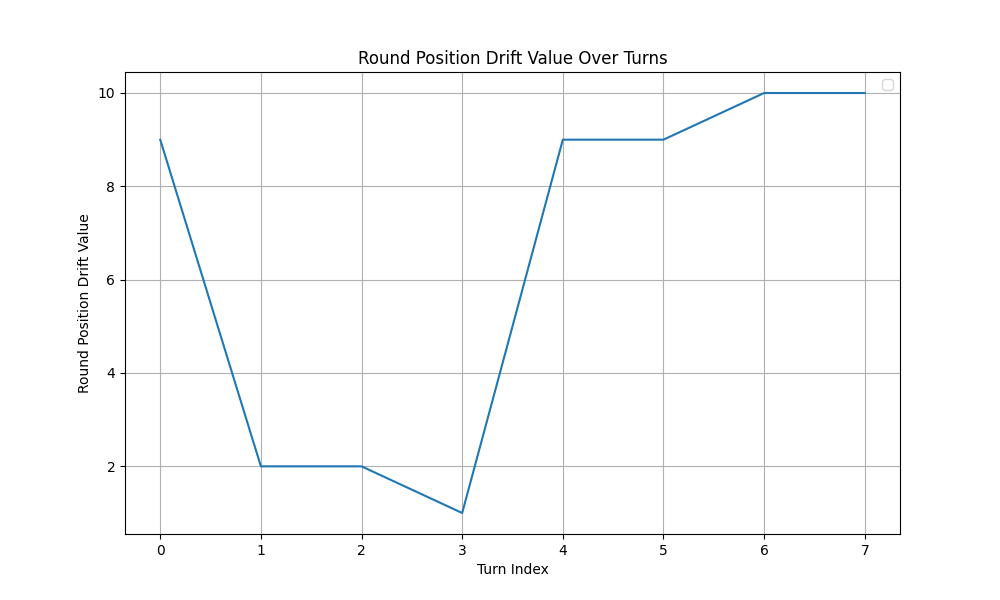 Round Position Drift Value Over Turns
10
8
6
4
2
Round Position Drift Value
0 1 2 3 4 5 6 7
Turn Index